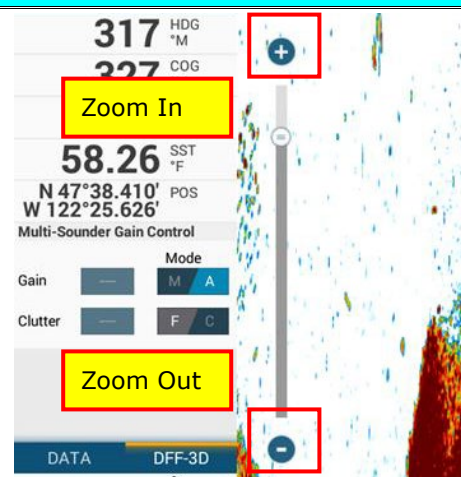 317 HDG °M
327 COG
Zoom In
58.26 SST °F
N 47°38.410' POS
W 122°25.626'
Multi-Sounder Gain Control
Mode
Gain --- M A
Clutter --- F C
Zoom Out
DATA DFF-3D
+
=
-